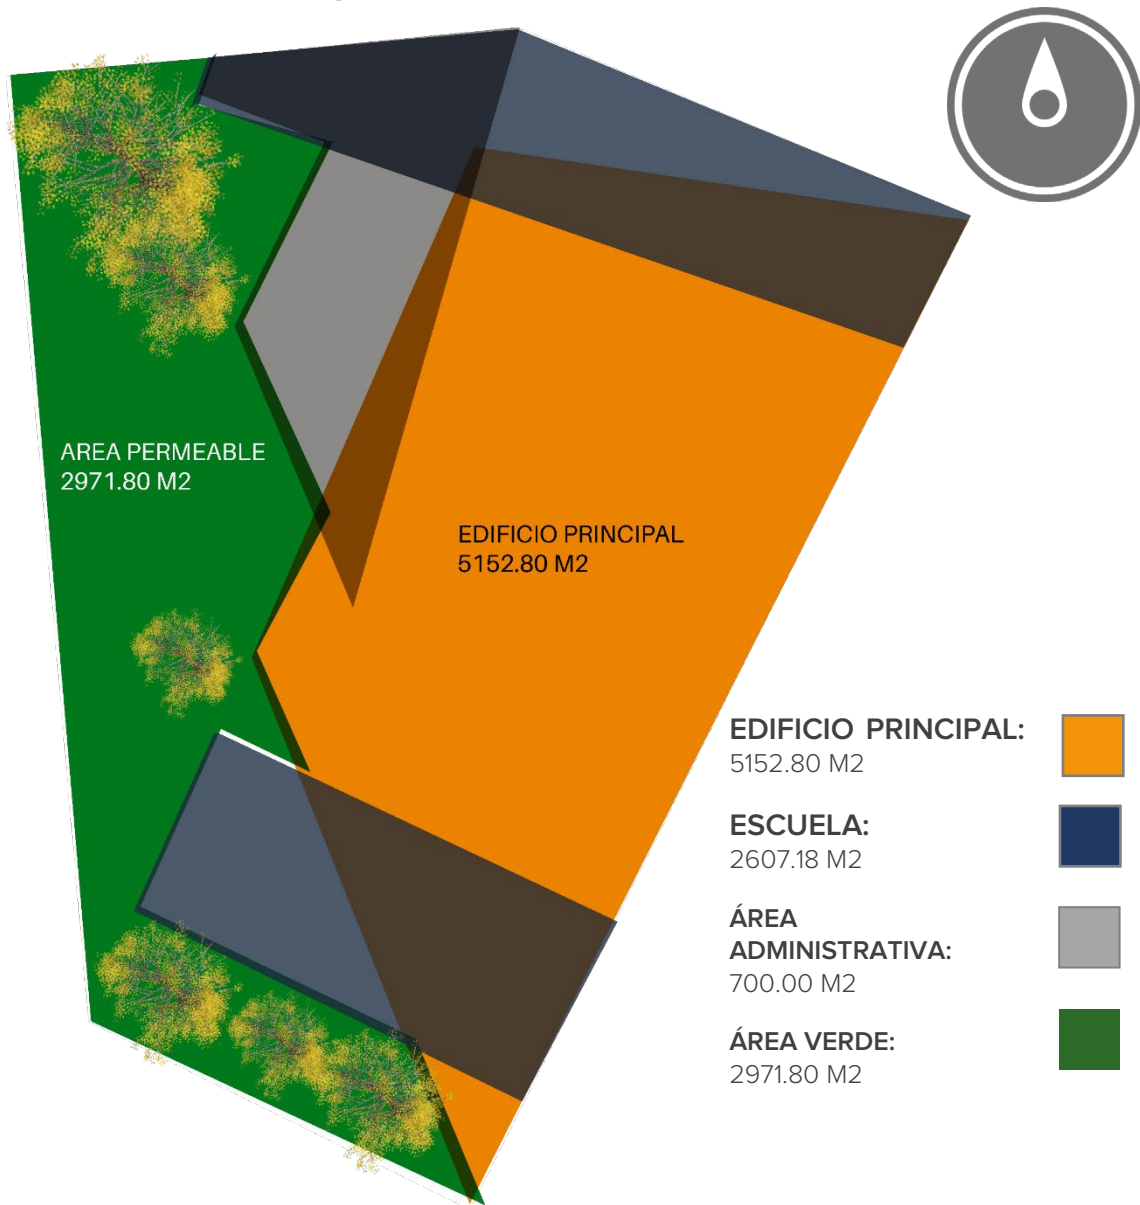 AREA PERMEABLE
2971.80 M2
EDIFICIO PRINCIPAL
5152.80 M2
EDIFICIO PRINCIPAL:
5152.80 M2
ESCUELA:
2607.18 M2
ÁREA
ADMINISTRATIVA:
700.00 M2
ÁREA VERDE:
2971.80 M2